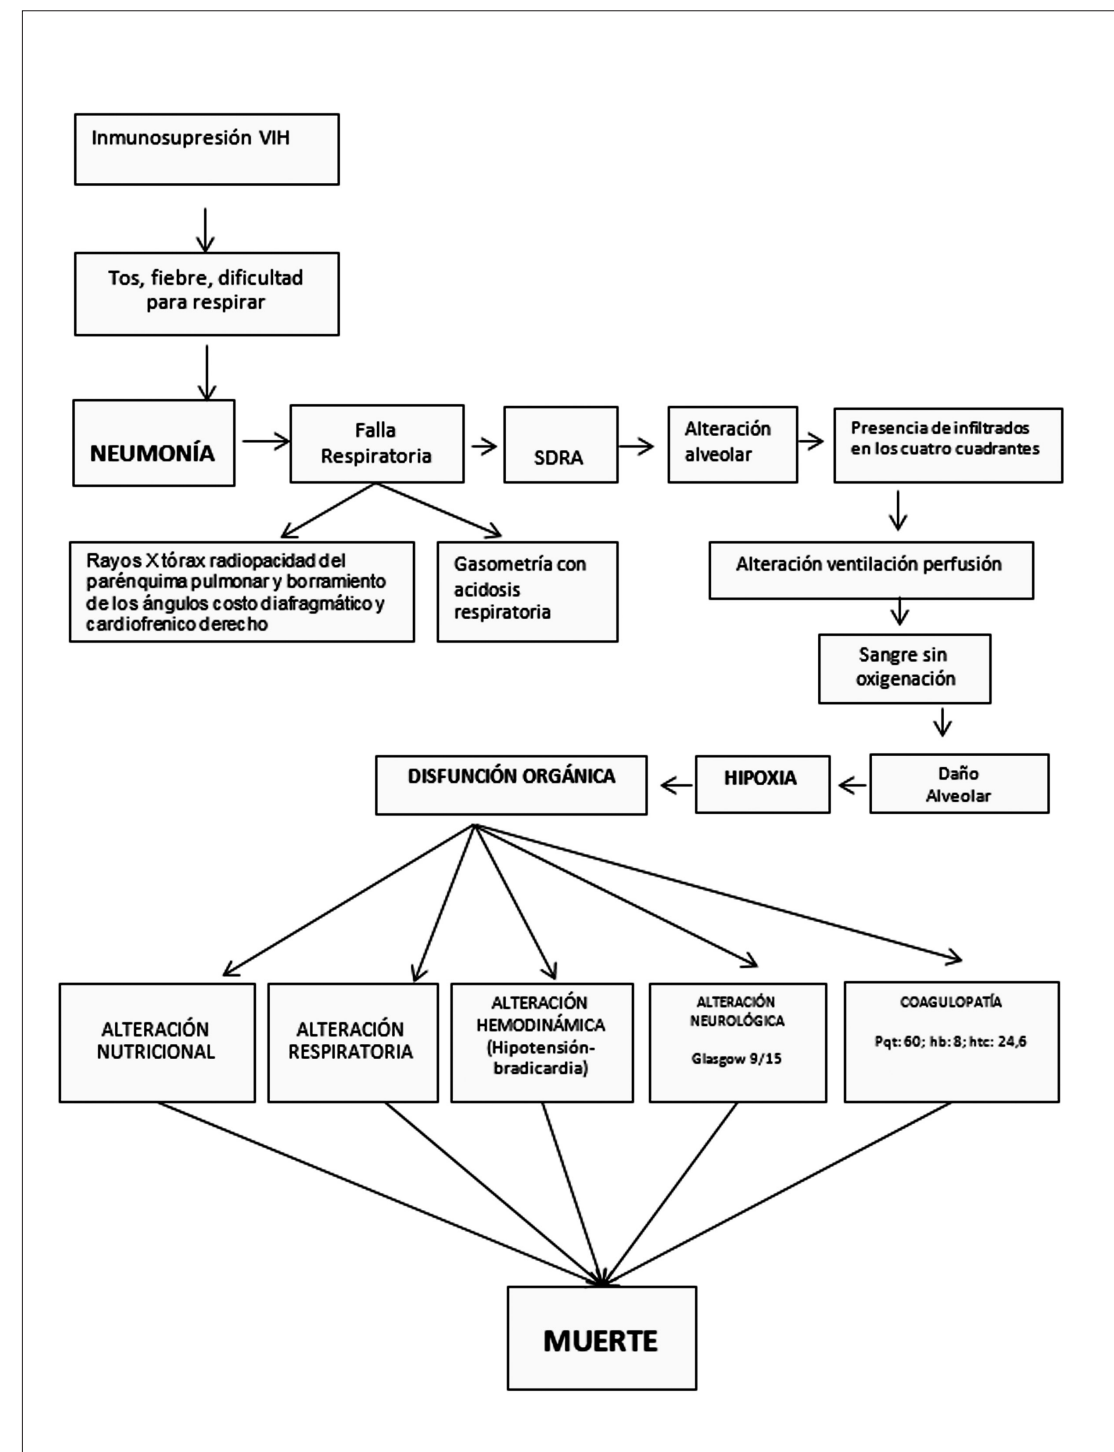 Inmunosupresión VIH
Tos, fiebre, dificultad
para respirar
NEUMONÍA
Falla
Respiratoria
SDRA
Alteración
alveolar
Presencia de infiltrados
en los cuatro cuadrantes
Rayos X tórax radiopacidad del
parénquima pulmonar y borramiento
de los ángulos costo diafragmático y
cardiofrenico derecho
Gasometría con
acidosis
respiratoria
Alteración ventilación perfusión
Sangre sin
oxigenación
Daño
Alveolar
HIPOXIA
DISFUNCIÓN ORGÁNICA
ALTERACIÓN
NUTRICIONAL
ALTERACIÓN
RESPIRATORIA
ALTERACIÓN
HEMODINÁMICA
(Hipotensión-
bradicardia)
ALTERACIÓN
NEUROLÓGICA
Glasgow 9/15
COAGULOPATÍA
Pqt: 60; hb: 8; htc: 24,6
MUERTE